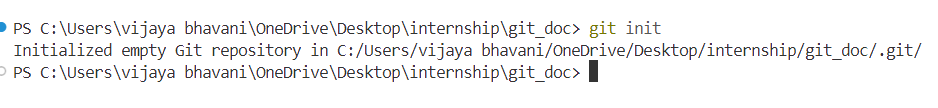 PS C:\Users\vijaya bhavani\OneDrive\Desktop\internship\git_doc> git init
Initialized empty Git repository in C:/Users/vijaya bhavani/OneDrive/Desktop/internship/git_doc/.git/
PS C:\Users\vijaya bhavani\OneDrive\Desktop\internship\git_doc>